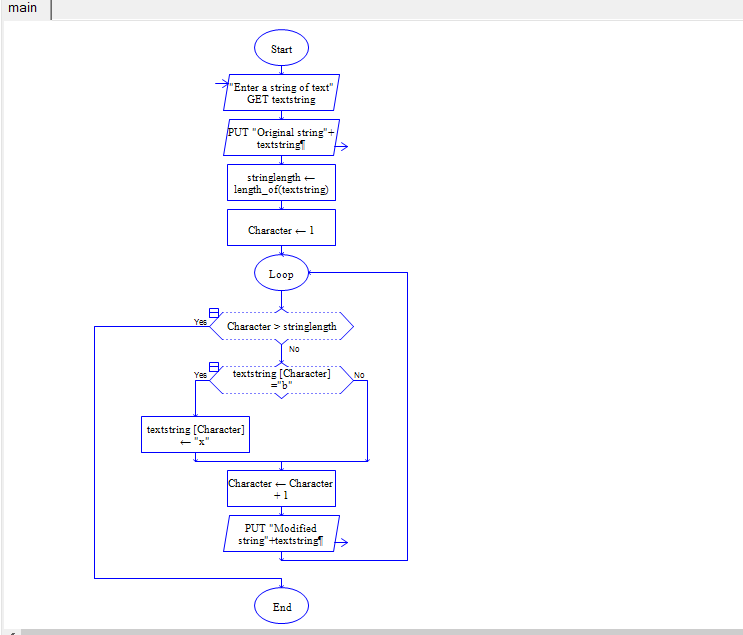 main
Start
"Enter a string of text"
GET textstring
PUT "Original string"+
textstring¶
stringlength ←
length_of(textstring)
Character ← 1
Loop
Yes
Character > stringlength
No
Yes
textstring [Character]
="b"
No
textstring [Character]
← "x"
Character ← Character
+ 1
PUT "Modified
string"+textstring¶
End